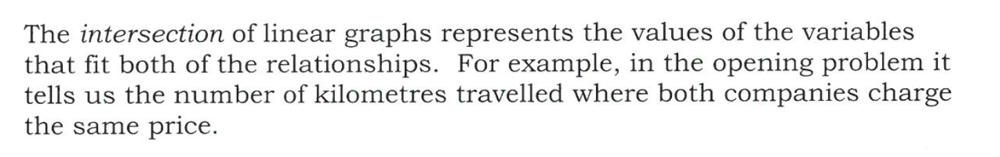 The intersection of linear graphs represents the values of the variables
that fit both of the relationships. For example, in the opening problem it
tells us the number of kilometres travelled where both companies charge
the same price.